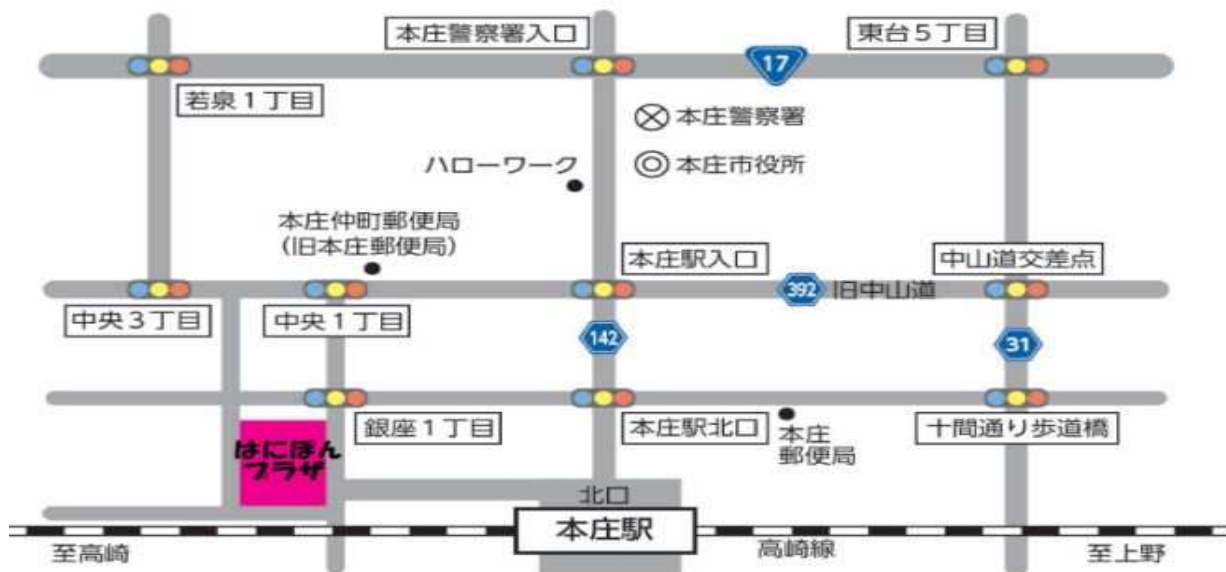 本庄警察署入口
東台5丁目
17
若泉1丁目
本庄警察署
ハローワーク
本庄市役所
本庄仲町郵便局
(旧本庄郵便局)
本庄駅入口
中山道交差点
392
旧中山道
中央3丁目
中央1丁目
142
31
銀座1丁目
本庄駅北口
本庄
郵便局
十間通り歩道橋
はにぽん
プラザ
北口
本庄駅
至高崎
高崎線
至上野